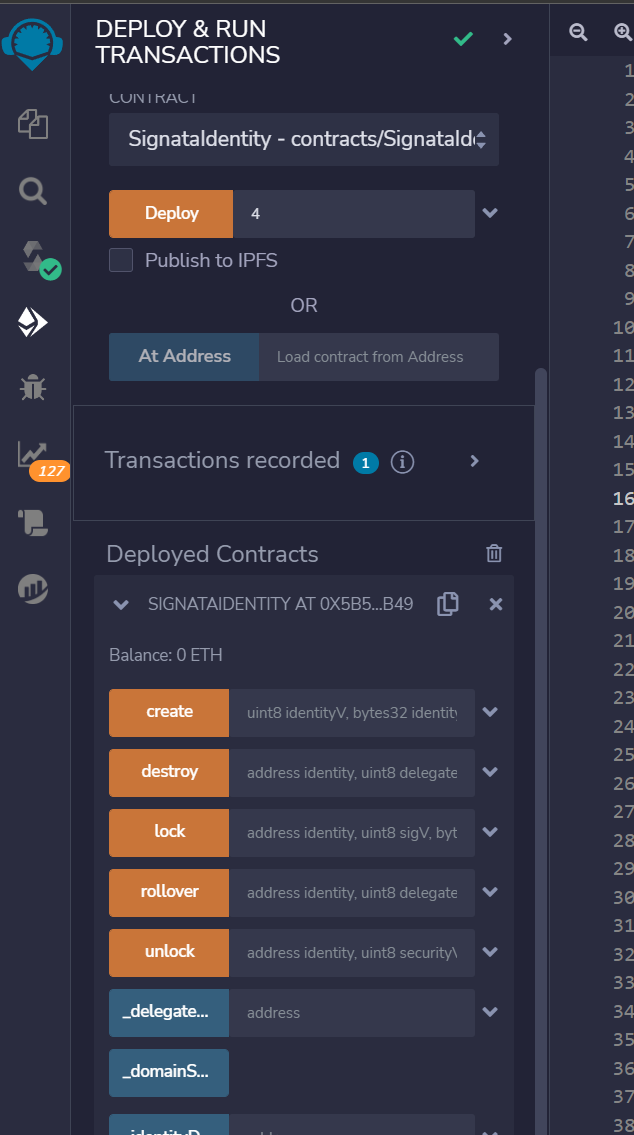 DEPLOY & RUN
TRANSACTIONS
CONTRACT
SignataIdentity - contracts/SignataIde
Deploy 4
Publish to IPFS
OR
At Address Load contract from Address
127
Transactions recorded 1 i
Deployed Contracts
SIGNATAIDENTITY AT 0X5B5...B49
Balance: 0 ETH
create uint8 identityV, bytes32 identity
destroy address identity, uint8 delegate
lock address identity, uint8 sigV, byt
rollover address identity, uint8 delegate
unlock address identity, uint8 securityV
_delegate... address
_domainS...
1
2
3
4
5
6
7
8
9
10
11
12
13
14
15
16
17
18
19
20
21
22
23
24
25
26
27
28
29
30
31
32
33
34
35
36
37
38